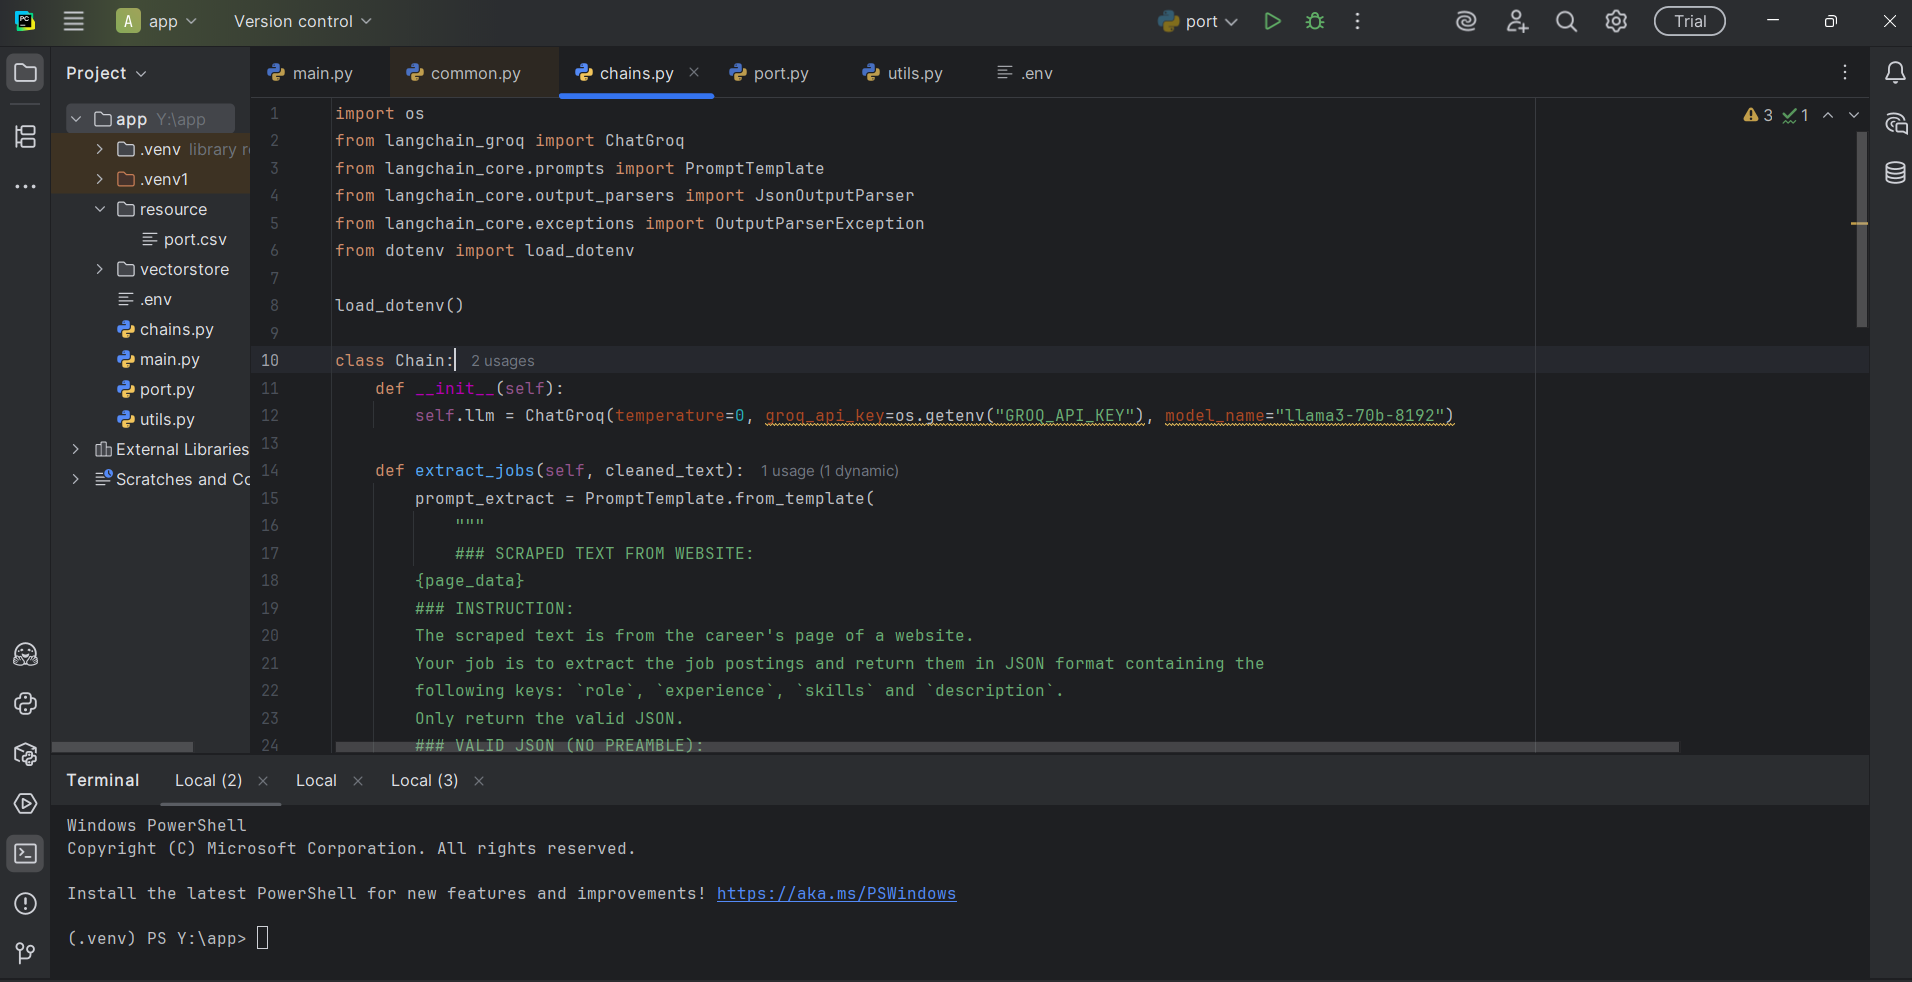 PC
A app
Version control
port
Trial
Project
main.py
common.py
chains.py
port.py
utils.py
.env
app Y:\app
.venv library r
.venv1
resource
port.csv
vectorstore
.env
chains.py
main.py
port.py
utils.py
External Libraries
Scratches and Co
3 1
1 import os
2 from langchain_groq import ChatGroq
3 from langchain_core.prompts import PromptTemplate
4 from langchain_core.output_parsers import JsonOutputParser
5 from langchain_core.exceptions import OutputParserException
6 from dotenv import load_dotenv
7
8 load_dotenv()
9
10 class Chain: 2 usages
11 def __init__(self):
12 self.llm = ChatGroq(temperature=0, groq_api_key=os.getenv("GROQ_API_KEY"), model_name="llama3-70b-8192")
13
14 def extract_jobs(self, cleaned_text): 1 usage (1 dynamic)
15 prompt_extract = PromptTemplate.from_template(
16 """
17 ### SCRAPED TEXT FROM WEBSITE:
18 {page_data}
19 ### INSTRUCTION:
20 The scraped text is from the career's page of a website.
21 Your job is to extract the job postings and return them in JSON format containing the
22 following keys: `role`, `experience`, `skills` and `description`.
23 Only return the valid JSON.
24 ### VALID JSON (NO PREAMBLE):
Terminal
Local (2)
Local
Local (3)
Windows PowerShell
Copyright (C) Microsoft Corporation. All rights reserved.
Install the latest PowerShell for new features and improvements! https://aka.ms/PSWindows
(.venv) PS Y:\app>